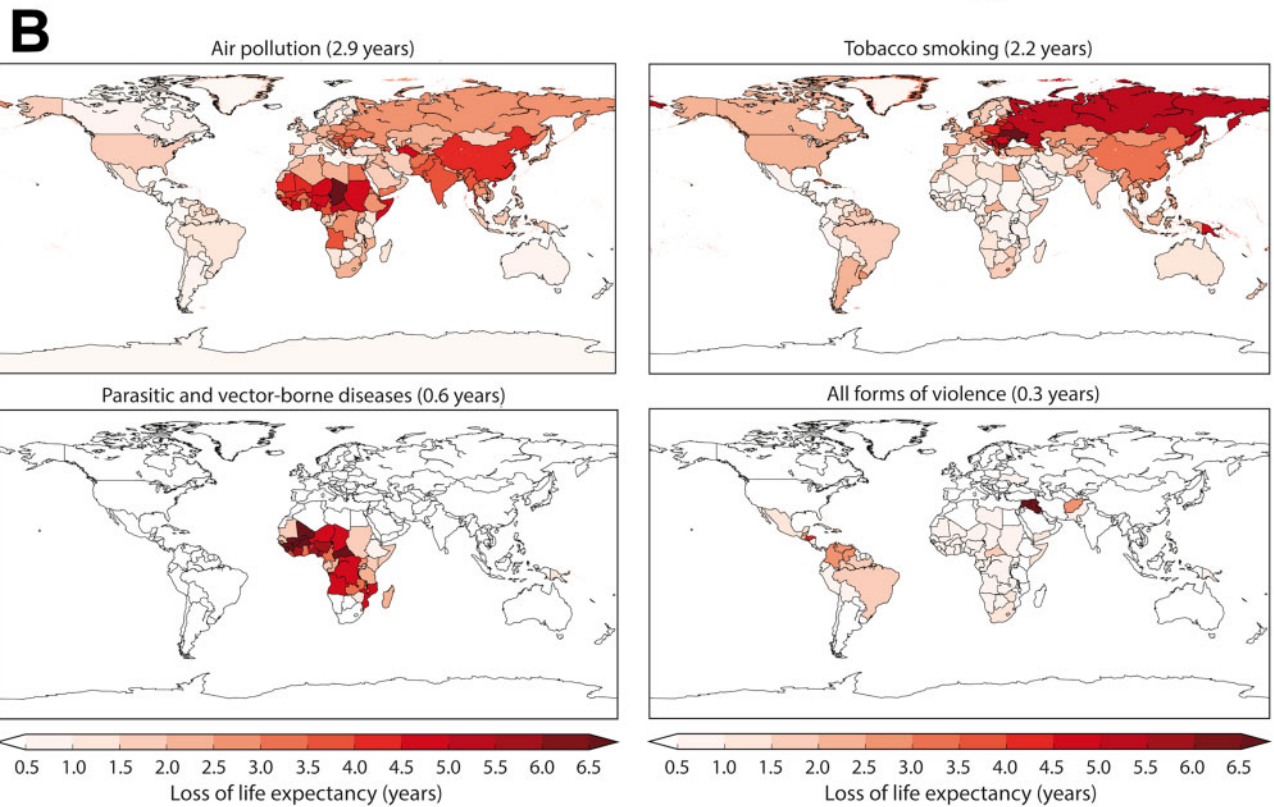 B
Air pollution (2.9 years)
Tobacco smoking (2.2 years)
Parasitic and vector-borne diseases (0.6 years)
All forms of violence (0.3 years)
0.5 1.0 1.5 2.0 2.5 3.0 3.5 4.0 4.5 5.5 6.0 6.5
Loss of life expectancy (years)
0.5 1.0 1.5 2.0 2.5 3.0 3.5 4.0 4.5 5.5 6.0 6.5
Loss of life expectancy (years)